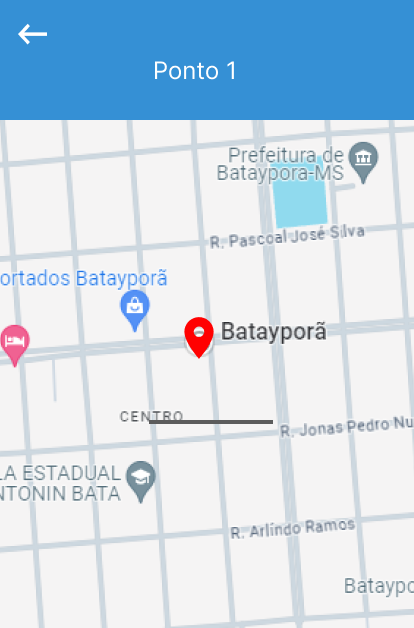 Ponto 1
Prefeitura de
Bataypora-MS
R. Pascoal José Silva
ortados Batayporã
Batayporã
CENTRO
R. Jonas Pedro Nu
LA ESTADUAL
NTONIN BATA
R. Arlindo Ramos
Bataypo